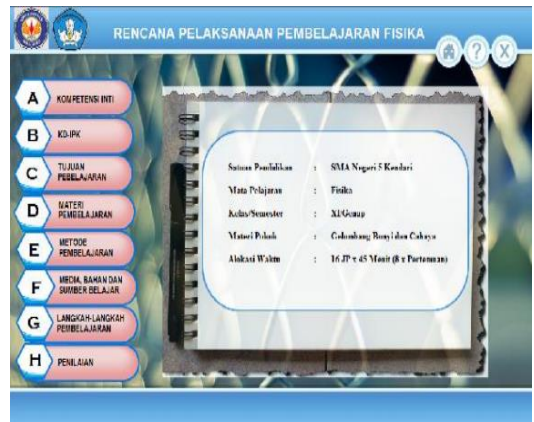 RENCANA PELAKSANAAN PEMBELAJARAN FISIKA
?
X
A KOMPETENSI INTI
B KD-IPK
C TUJUAN
PEBELAJARAN
D MATERI
PEMBELAJARAN
E METODE
PEMBELAJARAN
F MEDIA, BAHAN DAN
SUMBER BELAJAR
G LANGKAH-LANGKAH
PEMBELAJARAN
H PENILAIAN
Satuan Pendidikan : SMA Negeri 5 Kendari
Mata Pelajaran : Fisika
Kelas/Semester : XI/Genap
Materi Pokok : Gelombang Bunyi dan Cahaya
Alokasi Waktu : 16 JP x 45 Menit (8 x Pertemuan)